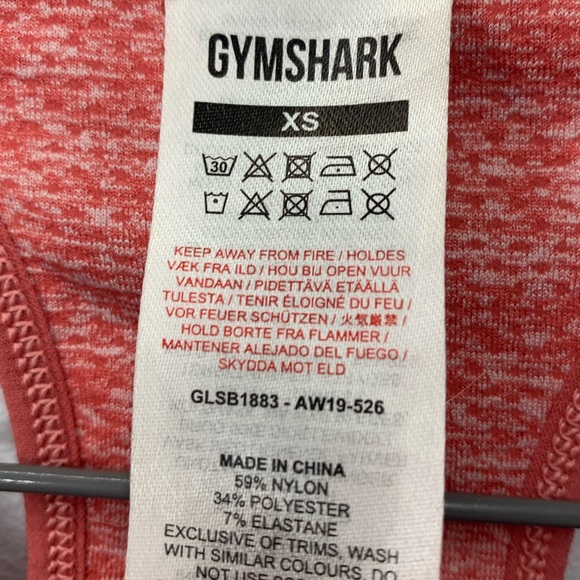 GYMSHARK
XS
30
KEEP AWAY FROM FIRE / HOLDES
VÆK FRA ILD / HOU BIJ OPEN VUUR
VANDAAN / PIDETTÄVÄ ETÄÄLLÄ
TULESTA / TENIR ÉLOIGNÉ DU FEU /
VOR FEUER SCHÜTZEN / 火気厳禁 /
HOLD BORTE FRA FLAMMER /
MANTENER ALEJADO DEL FUEGO /
SKYDDA MOT ELD
GLSB1883 - AW19-526
MADE IN CHINA
59% NYLON
34% POLYESTER
7% ELASTANE
EXCLUSIVE OF TRIMS, WASH
WITH SIMILAR COLOURS, DO
NOT USE